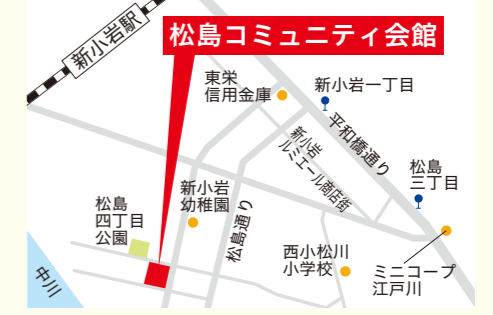 松島コミュニティ会館
新小岩駅
東栄
信用金庫
新小岩一丁目
平和橋通り
新小岩
ルミエール商店街
松島
三丁目
松島
四丁目
公園
新小岩
幼稚園
松島通り
西小松川
小学校
ミニコープ
江戸川
中川